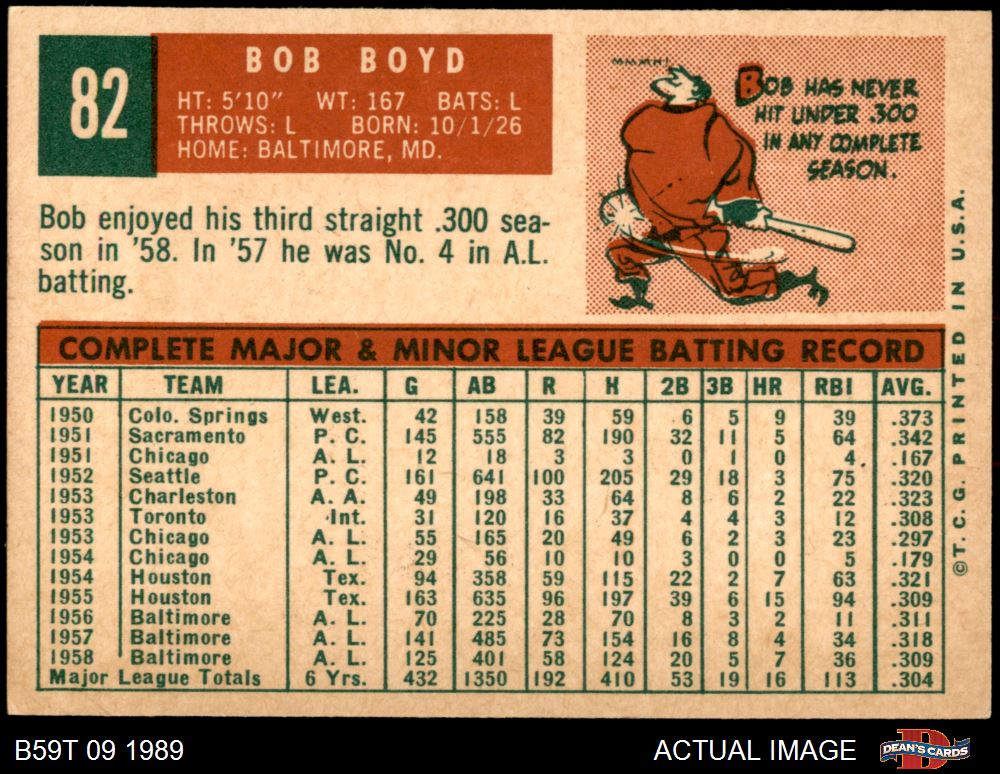 82
BOB BOYD
HT: 5'10" WT: 167 BATS: L
THROWS: L BORN: 10/1/26
HOME: BALTIMORE, MD.
Bob enjoyed his third straight .300 sea-
son in '58. In '57 he was No. 4 in A.L.
batting.
MMMMH!
BOB HAS NEVER
HIT UNDER .300
IN ANY COMPLETE
SEASON.
COMPLETE MAJOR & MINOR LEAGUE BATTING RECORD
YEAR TEAM LEA. G AB R H 2B 3B HR RBI AVG.
1950 Colo. Springs West. 42 158 39 59 6 5 9 39 .373
1951 Sacramento P. C. 145 555 82 190 32 11 5 64 .342
1951 Chicago A. L. 12 18 3 3 0 1 0 4 .167
1952 Seattle P. C. 161 641 100 205 29 18 3 75 .320
1953 Charleston A. A. 49 198 33 64 8 6 2 22 .323
1953 Toronto Int. 31 120 16 37 4 4 3 12 .308
1953 Chicago A. L. 55 165 20 49 6 2 3 23 .297
1954 Chicago A. L. 29 56 10 10 3 0 0 5 .179
1954 Houston Tex. 94 358 59 115 22 2 7 63 .321
1955 Houston Tex. 163 635 96 197 39 6 15 94 .309
1956 Baltimore A. L. 70 225 28 70 8 3 2 11 .311
1957 Baltimore A. L. 141 485 73 154 16 8 4 34 .318
1958 Baltimore A. L. 125 401 58 124 20 5 7 36 .309
Major League Totals 6 Yrs. 432 1350 192 410 53 19 16 113 .304
©T. C. G. PRINTED IN U.S.A.
B59T 09 1989 ACTUAL IMAGE DEAN'S CARDS